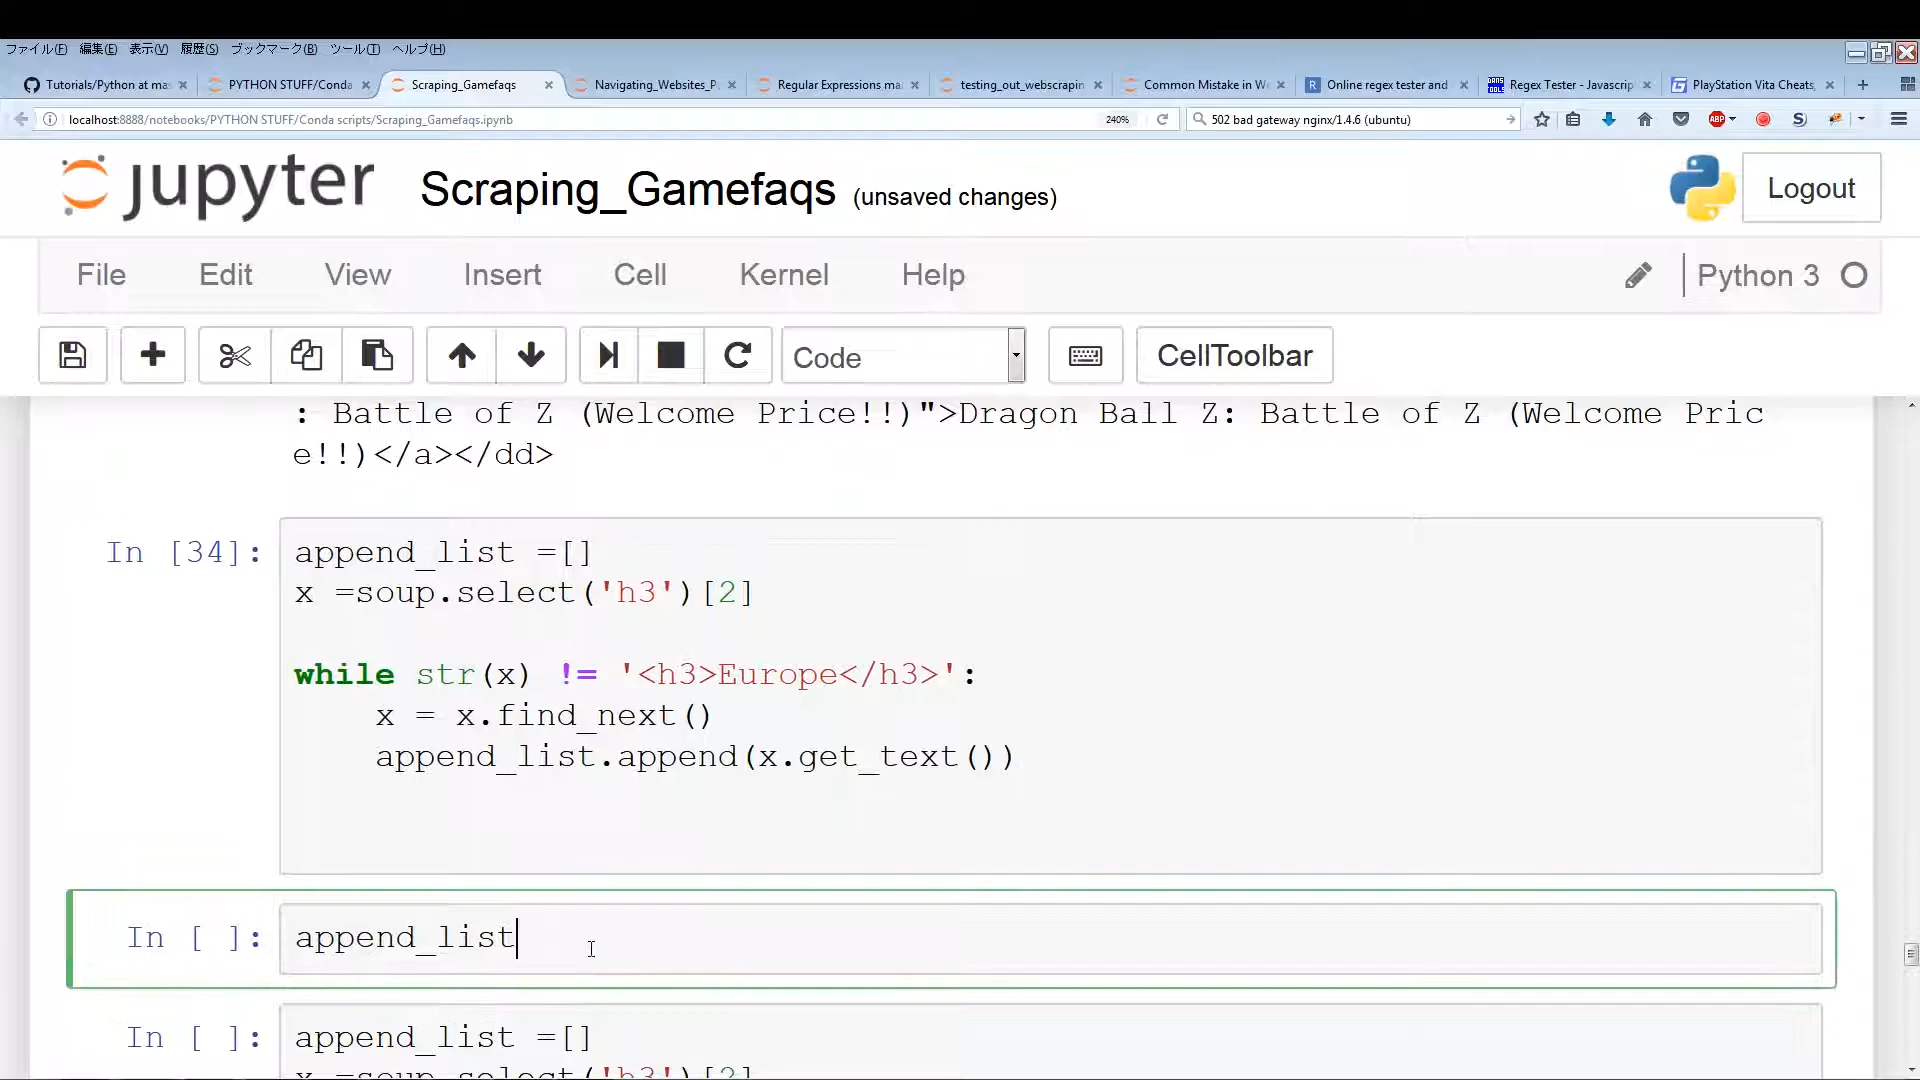 ファイル(F) 編集(E) 表示(V) 履歴(S) ブックマーク(B) ツール(T) ヘルプ(H)
Tutorials/Python at ma PYTHON STUFF/Conda Scraping_Gamefaqs Navigating_Websites_P Regular Expressions ma testing_out_webscrapin Common Mistake in W Online regex tester and Regex Tester - Javascrip PlayStation Vita Cheats,
localhost:8888/notebooks/PYTHON STUFF/Conda scripts/Scraping_Gamefaqs.ipynb 240% 502 bad gateway nginx/1.4.6 (ubuntu)
jupyter Scraping_Gamefaqs (unsaved changes) Logout
File Edit View Insert Cell Kernel Help Python 3
Code CellToolbar
: Battle of Z (Welcome Price!!)">Dragon Ball Z: Battle of Z (Welcome Pric
e!!)</a></dd>
In [34]: append_list =[]
x =soup.select('h3')[2]
while str(x) != '<h3>Europe</h3>':
x = x.find_next()
append_list.append(x.get_text())
In [ ]: append_list
In [ ]: append_list =[]
x =soup.select('h3')[2]